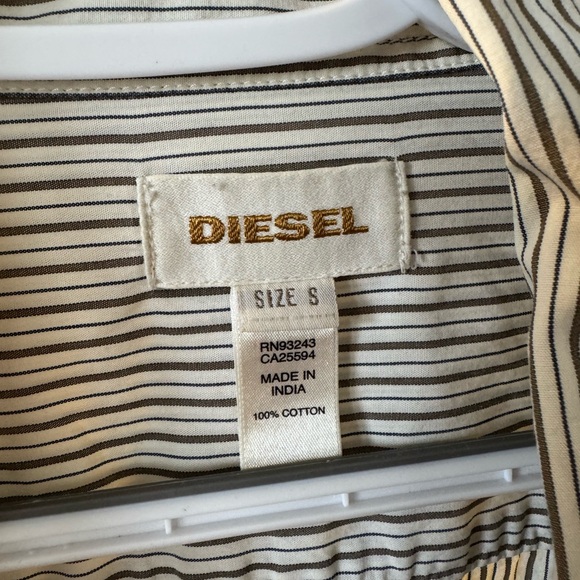 DIESEL
SIZE S
RN93243
CA25594
MADE IN
INDIA
100% COTTON